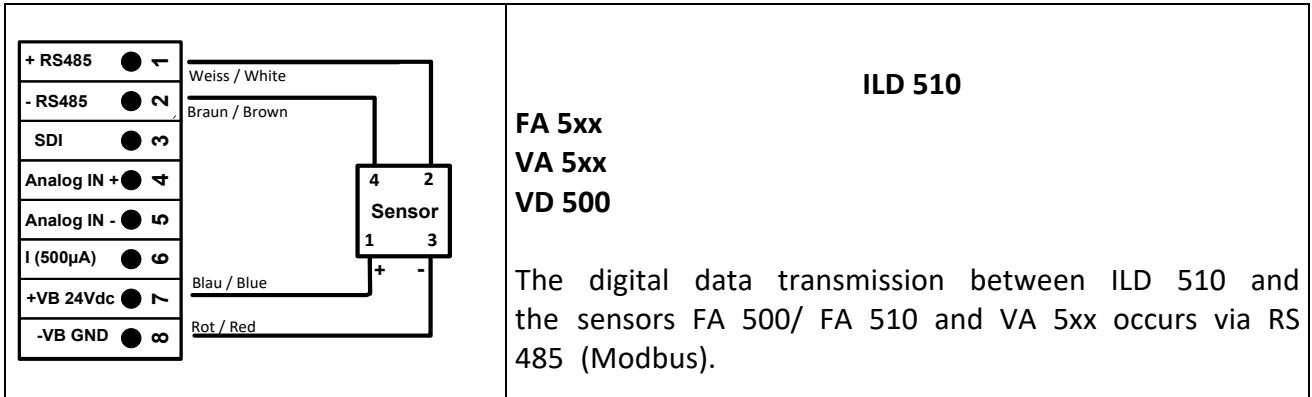 + RS485 1
- RS485 2
SDI 3
Analog IN + 4
Analog IN - 5
I (500µA) 6
+VB 24Vdc 7
-VB GND 8
Weiss / White
Braun / Brown
Blau / Blue
Rot / Red
4 2
Sensor
1 3
+ -
ILD 510
FA 5xx
VA 5xx
VD 500
The digital data transmission between ILD 510 and
the sensors FA 500/ FA 510 and VA 5xx occurs via RS
485 (Modbus).